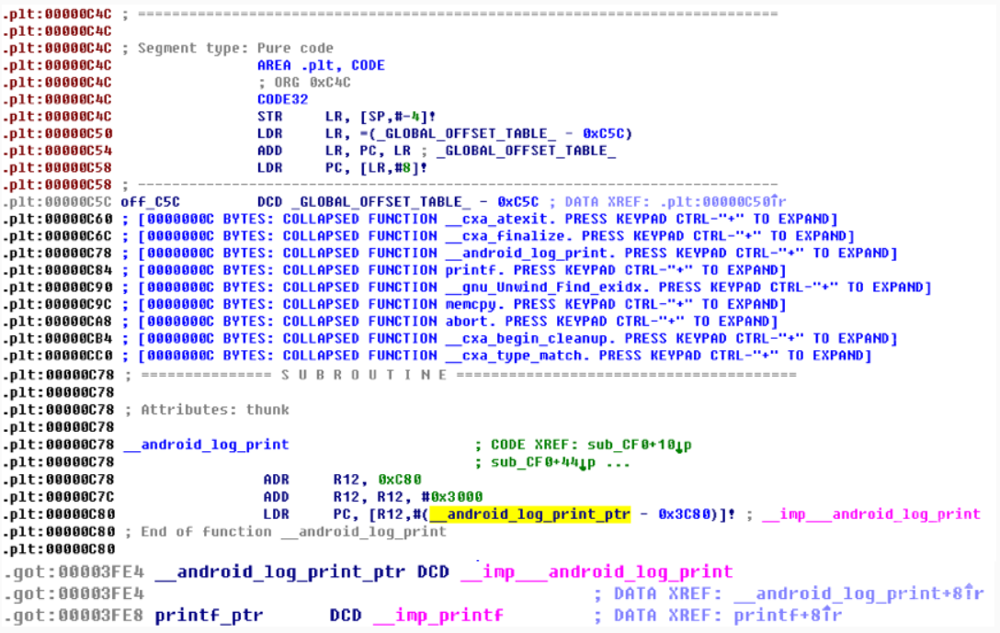 .plt:00000C4C ; ===========================================================================
.plt:00000C4C
.plt:00000C4C ; Segment type: Pure code
.plt:00000C4C AREA .plt, CODE
.plt:00000C4C ; ORG 0xC4C
.plt:00000C4C CODE32
.plt:00000C4C STR LR, [SP,#-4]!
.plt:00000C50 LDR LR, =(_GLOBAL_OFFSET_TABLE_ - 0xC5C)
.plt:00000C54 ADD LR, PC, LR ; _GLOBAL_OFFSET_TABLE_
.plt:00000C58 LDR PC, [LR,#8]!
.plt:00000C58 ; ---------------------------------------------------------------------------
.plt:00000C5C off_C5C DCD _GLOBAL_OFFSET_TABLE_ - 0xC5C ; DATA XREF: .plt:00000C50↑r
.plt:00000C60 ; [0000000C BYTES: COLLAPSED FUNCTION __cxa_atexit. PRESS KEYPAD CTRL-"+" TO EXPAND]
.plt:00000C6C ; [0000000C BYTES: COLLAPSED FUNCTION __cxa_finalize. PRESS KEYPAD CTRL-"+" TO EXPAND]
.plt:00000C78 ; [0000000C BYTES: COLLAPSED FUNCTION __android_log_print. PRESS KEYPAD CTRL-"+" TO EXPAND]
.plt:00000C84 ; [0000000C BYTES: COLLAPSED FUNCTION printf. PRESS KEYPAD CTRL-"+" TO EXPAND]
.plt:00000C90 ; [0000000C BYTES: COLLAPSED FUNCTION __gnu_Unwind_Find_exidx. PRESS KEYPAD CTRL-"+" TO EXPAND]
.plt:00000C9C ; [0000000C BYTES: COLLAPSED FUNCTION memcpy. PRESS KEYPAD CTRL-"+" TO EXPAND]
.plt:00000CA8 ; [0000000C BYTES: COLLAPSED FUNCTION abort. PRESS KEYPAD CTRL-"+" TO EXPAND]
.plt:00000CB4 ; [0000000C BYTES: COLLAPSED FUNCTION __cxa_begin_cleanup. PRESS KEYPAD CTRL-"+" TO EXPAND]
.plt:00000CC0 ; [0000000C BYTES: COLLAPSED FUNCTION __cxa_type_match. PRESS KEYPAD CTRL-"+" TO EXPAND]
.plt:00000C78 ; =============== S U B R O U T I N E =======================================
.plt:00000C78
.plt:00000C78 ; Attributes: thunk
.plt:00000C78
.plt:00000C78 __android_log_print ; CODE XREF: sub_CF0+10↓p
.plt:00000C78 ; sub_CF0+44↓p ...
.plt:00000C78 ADR R12, 0xC80
.plt:00000C7C ADD R12, R12, #0x3000
.plt:00000C80 LDR PC, [R12,#(__android_log_print_ptr - 0x3C80)]! ; __imp___android_log_print
.plt:00000C80 ; End of function __android_log_print
.plt:00000C80
.got:00003FE4 __android_log_print_ptr DCD __imp___android_log_print
.got:00003FE4 ; DATA XREF: __android_log_print+8↑r
.got:00003FE8 printf_ptr DCD __imp_printf ; DATA XREF: printf+8↑r